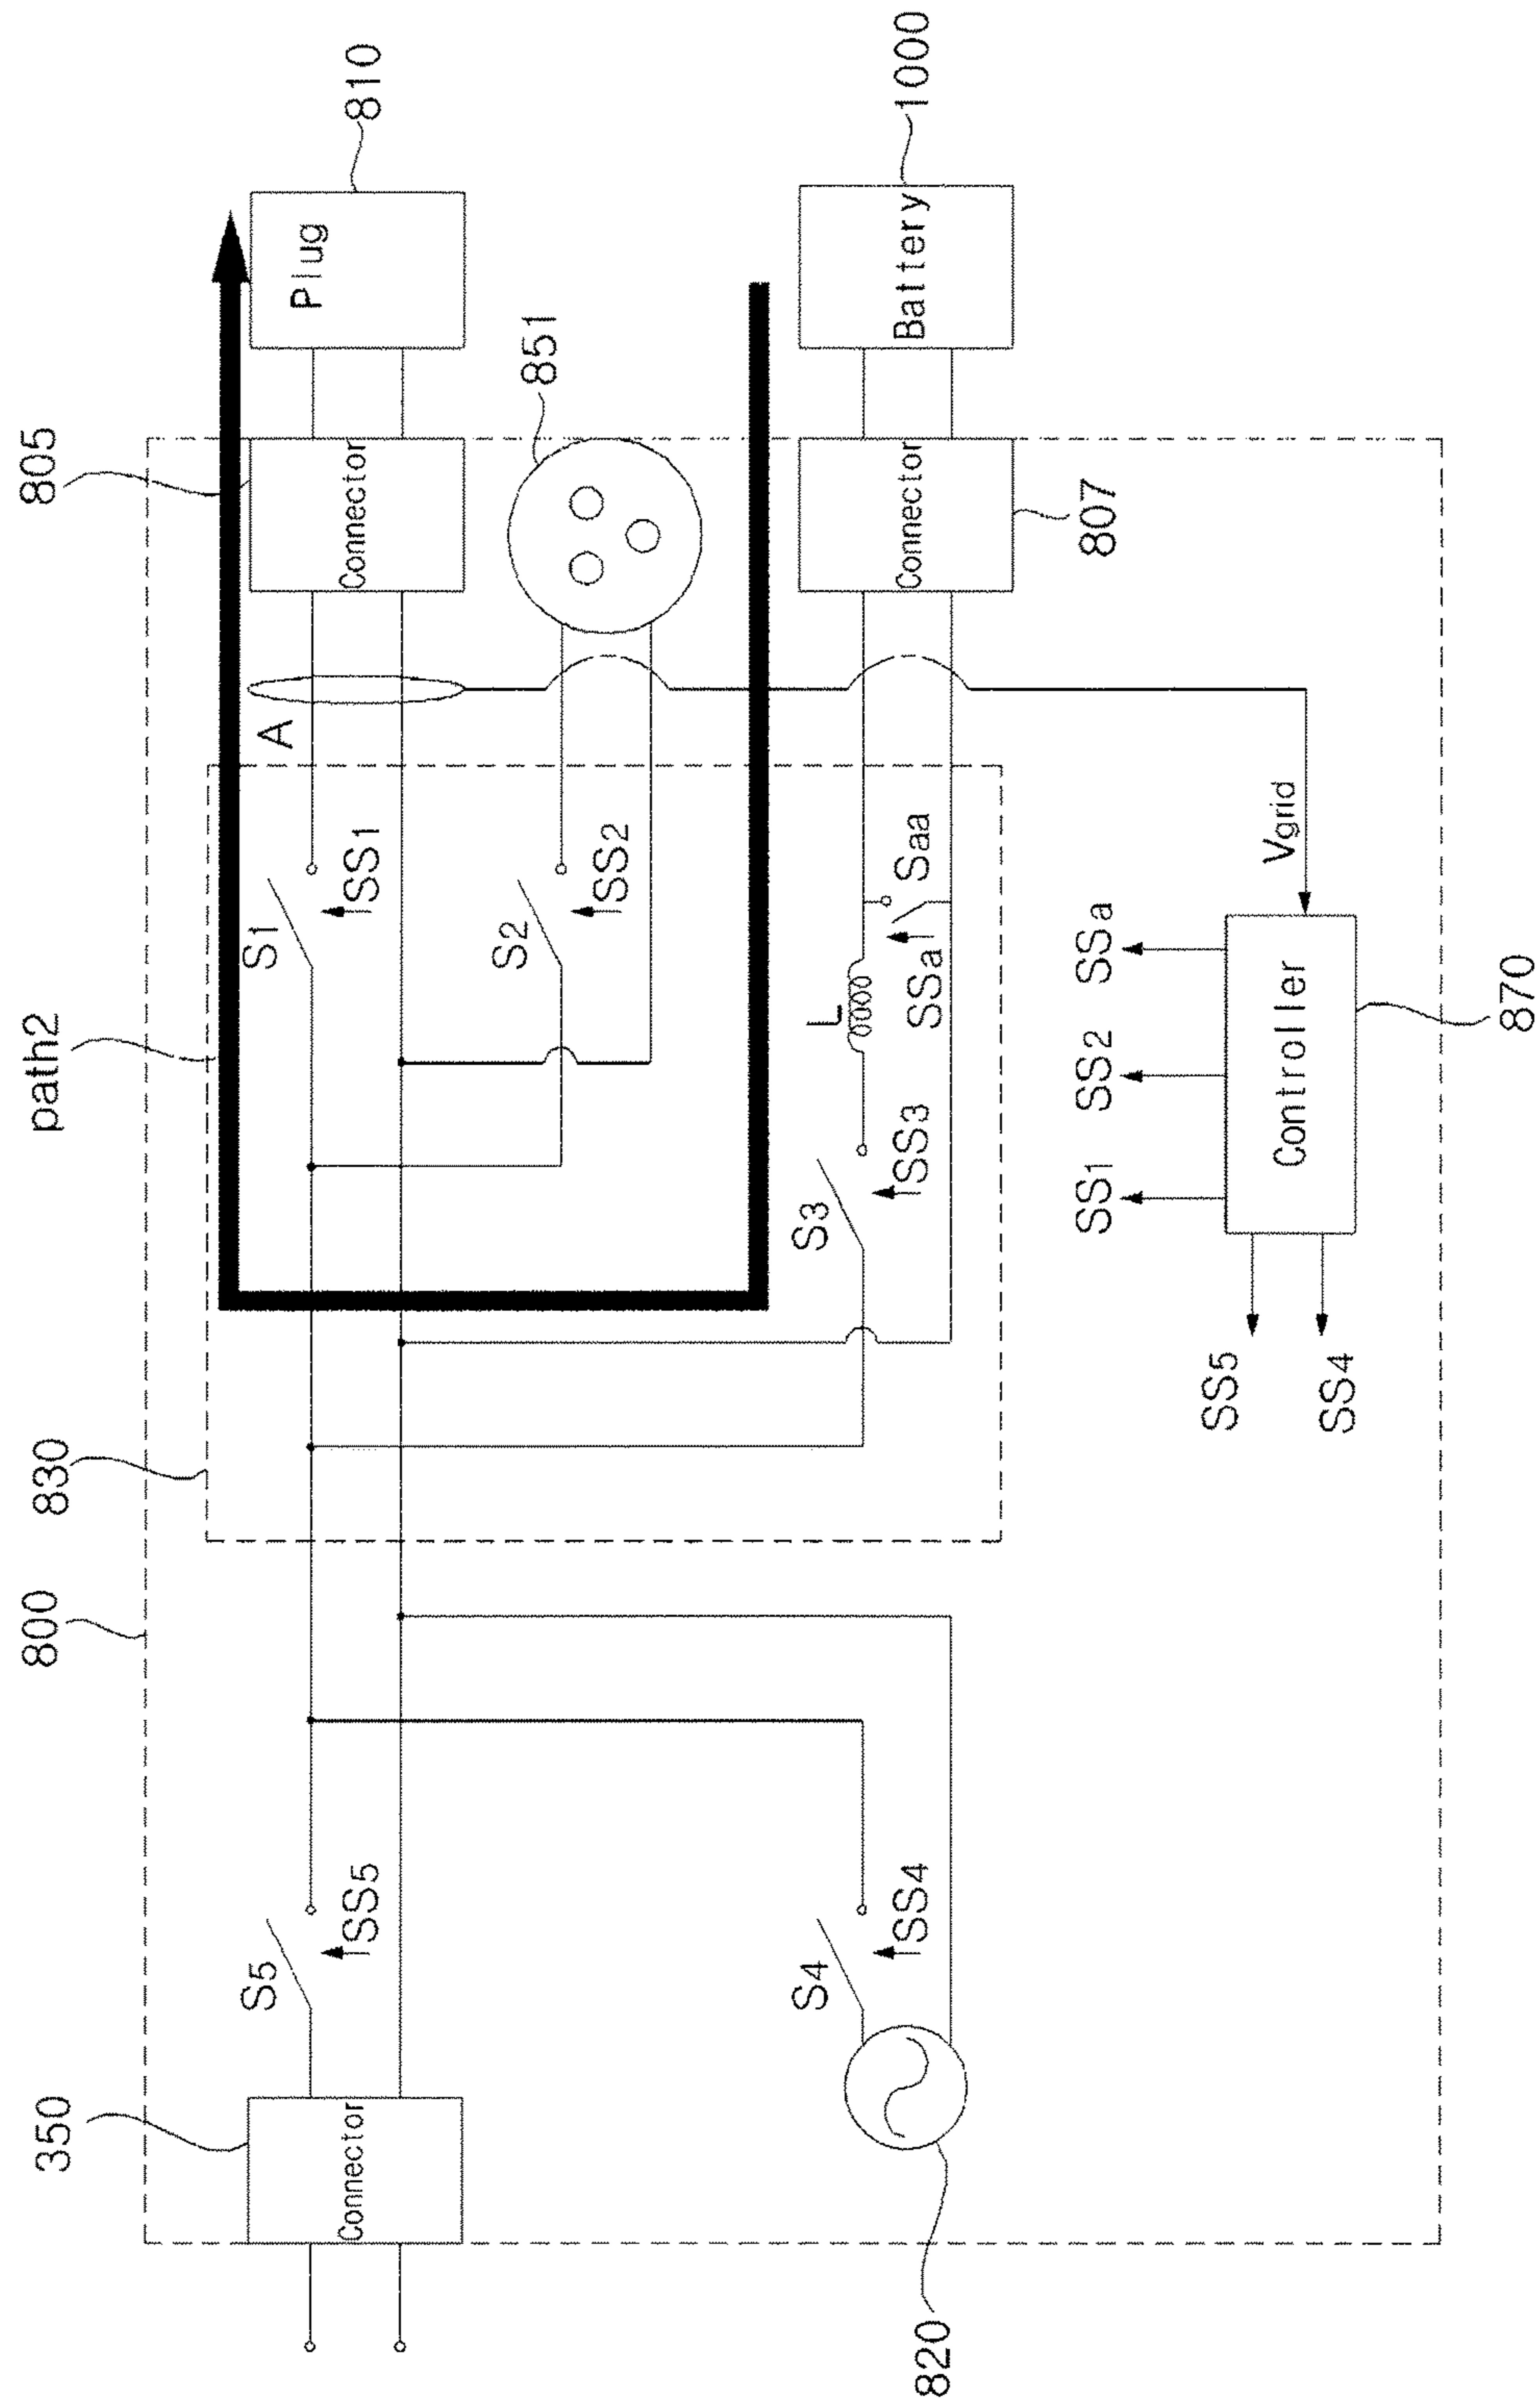 350
800
830
path2
805
S5
S1
A
Plug
Connector
SS5
SS1
Connector
810
S2
851
SS2
S4
S3
L
SS4
SS3
SSa
Saa
Connector
Battery
1000
820
807
SS1
SS2
SSa
SS5
Controller
Vgrid
SS4
870